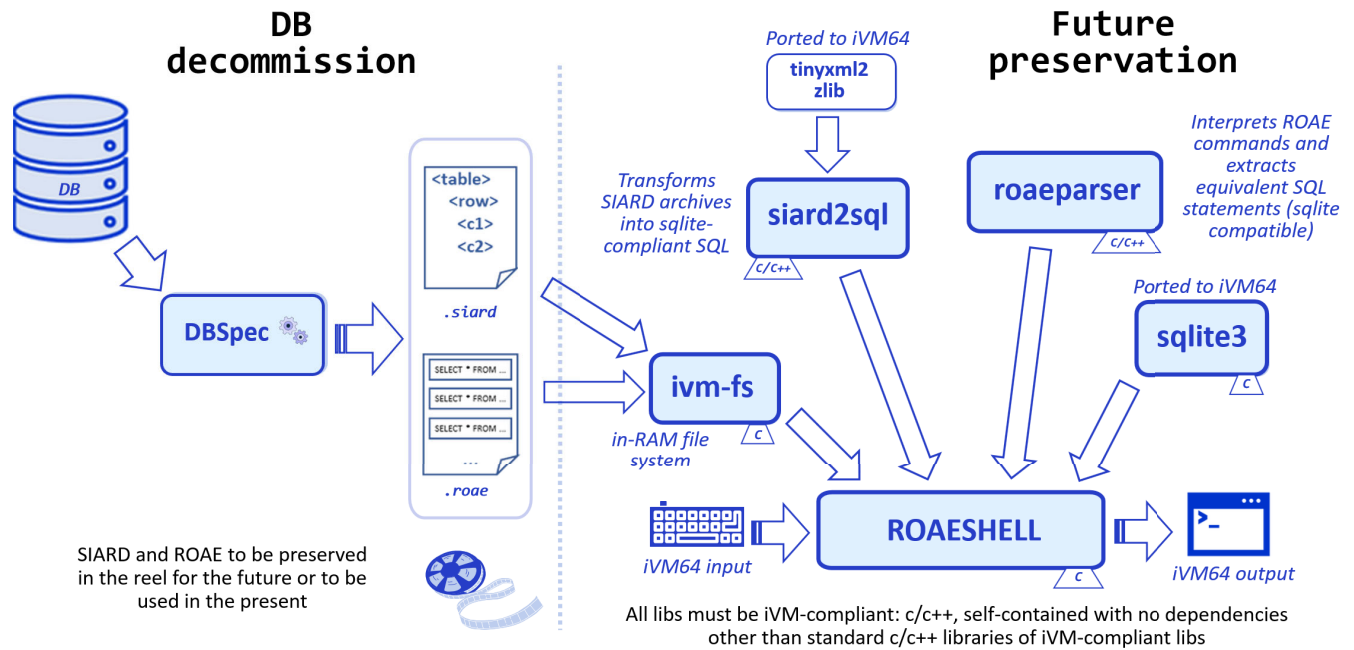 DB
decommission
Future
preservation
Ported to iVM64
tinyxml2
zlib
DB
<table>
<row>
<c1>
<c2>
.siard
DBSpec
SELECT * FROM ...
SELECT * FROM ...
SELECT * FROM ...
...
.roae
Transforms
SIARD archives
into sqlite-
compliant SQL
siard2sql
C/C++
roaeparser
C/C++
Interprets ROAE
commands and
extracts
equivalent SQL
statements (sqlite
compatible)
Ported to iVM64
sqlite3
C
ivm-fs
C
in-RAM file
system
iVM64 input
ROAESHELL
C
>_
iVM64 output
SIARD and ROAE to be preserved
in the reel for the future or to be
used in the present
All libs must be iVM-compliant: c/c++, self-contained with no dependencies
other than standard c/c++ libraries of iVM-compliant libs